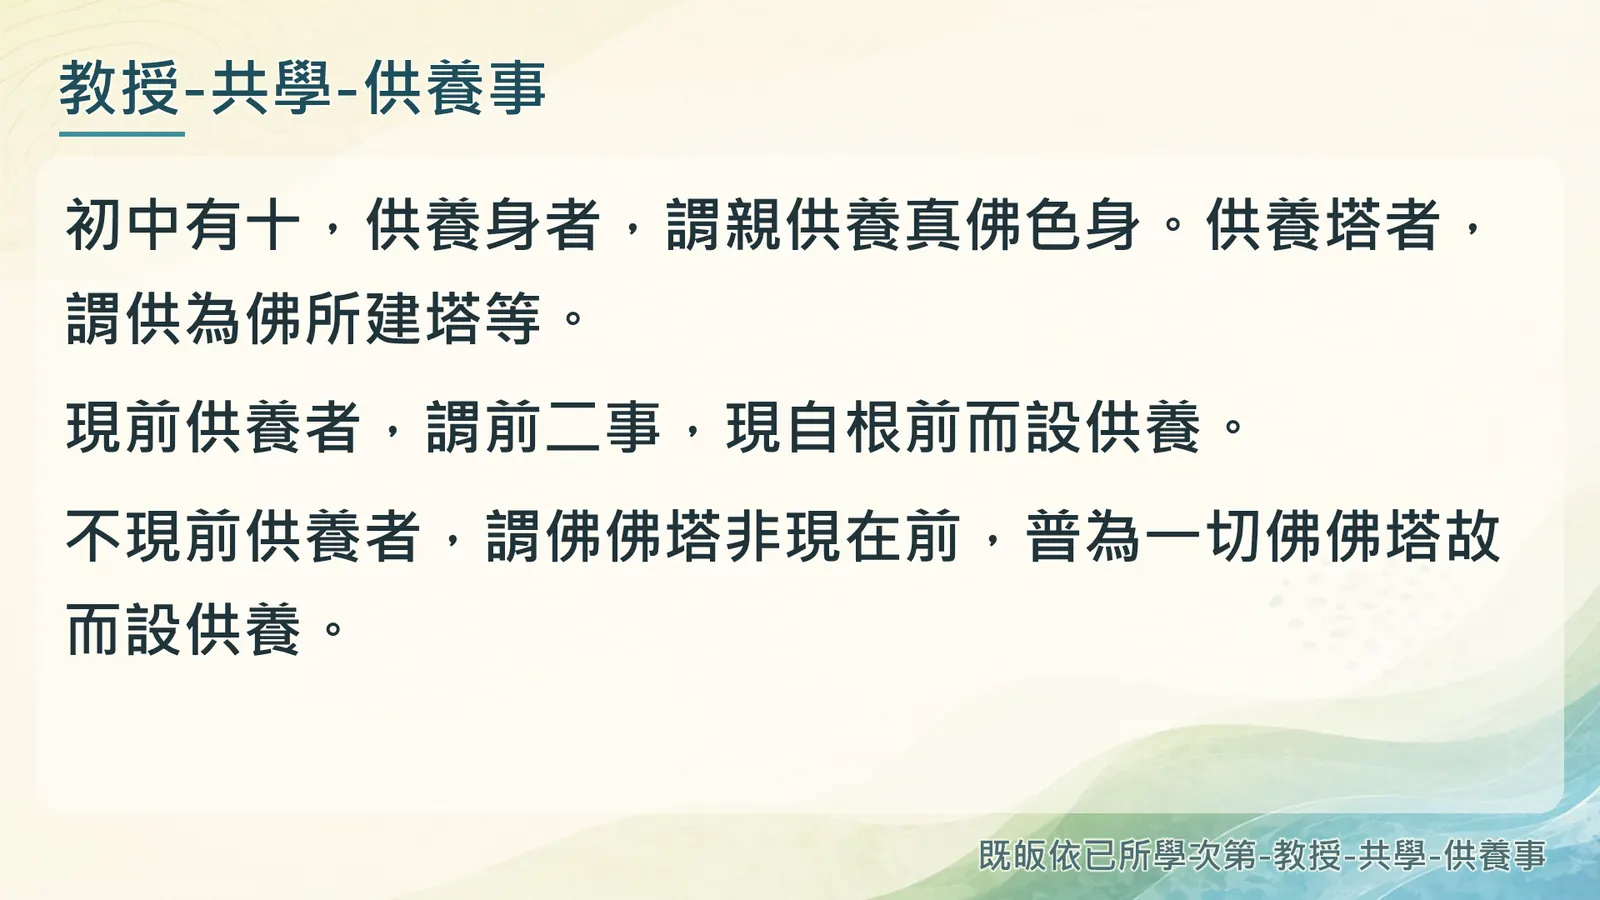 教授-共學-供養事
初中有十，供養身者，謂親供養真佛色身。供養塔者，
謂供為佛所建塔等。
現前供養者，謂前二事，現自根前而設供養。
不現前供養者，謂佛佛塔非現在前，普為一切佛佛塔故
而設供養。
既皈依已所學次第-教授-共學-供養事